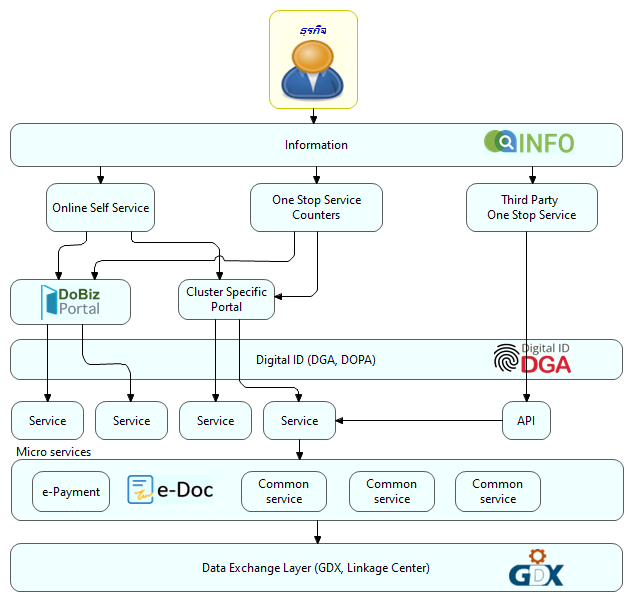 ธุรกิจ
Information
INFO
Online Self Service
One Stop Service
Counters
Third Party
One Stop Service
DoBiz
Portal
Cluster Specific
Portal
Digital ID (DGA, DOPA)
Digital ID
DGA
Service
Service
Service
Service
API
Micro services
e-Payment
e-Doc
Common
service
Common
service
Common
service
Data Exchange Layer (GDX, Linkage Center)
GDX